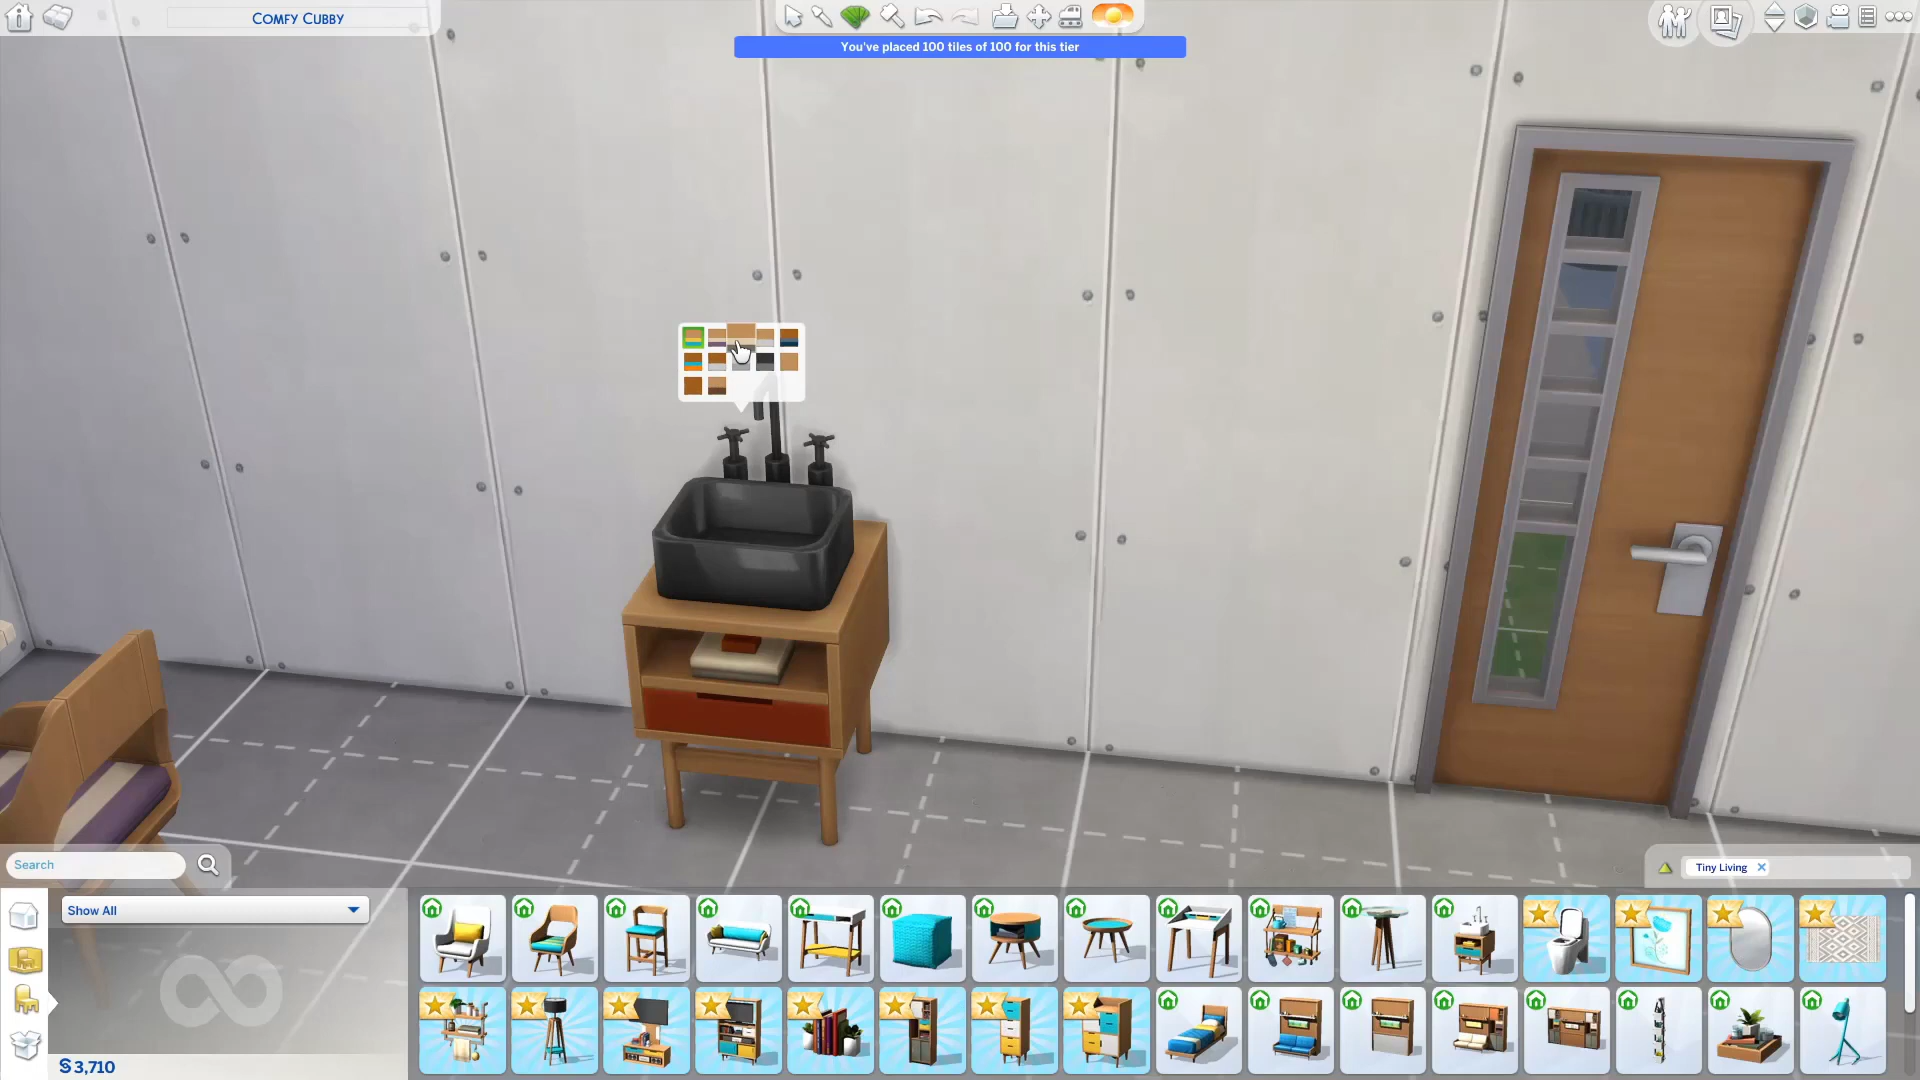 COMFY CUBBY
You've placed 100 tiles of 100 for this tier
Search
Tiny Living
Show All
§3,710